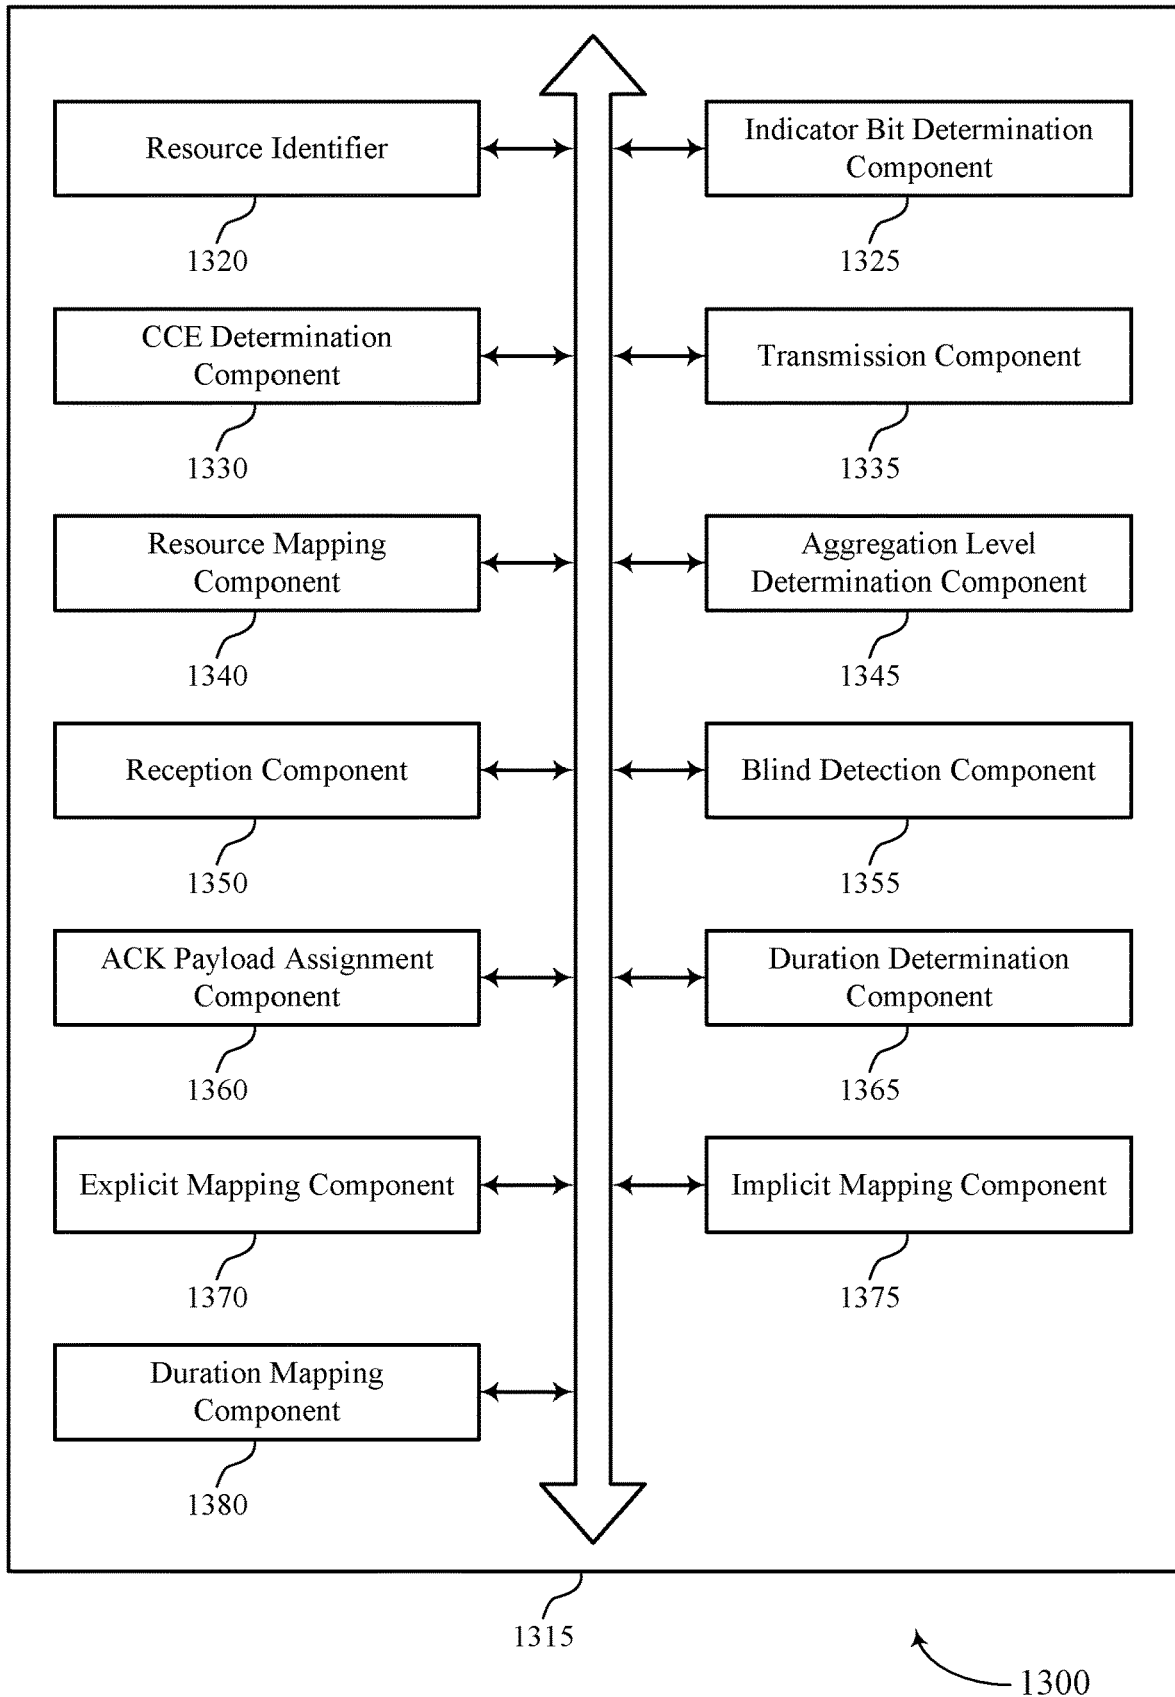 Resource Identifier
1320
Indicator Bit Determination
Component
1325
CCE Determination
Component
1330
Transmission Component
1335
Resource Mapping
Component
1340
Aggregation Level
Determination Component
1345
Reception Component
1350
Blind Detection Component
1355
ACK Payload Assignment
Component
1360
Duration Determination
Component
1365
Explicit Mapping Component
1370
Implicit Mapping Component
1375
Duration Mapping
Component
1380
1315
1300